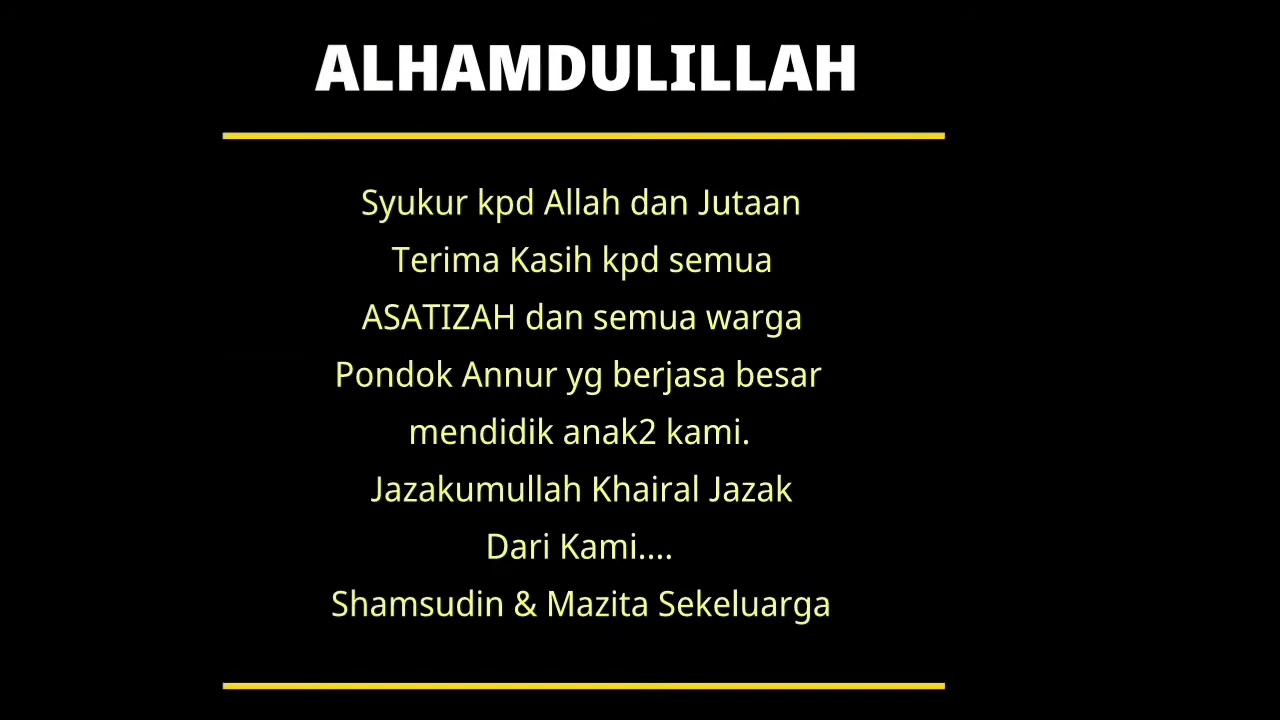 ALHAMDULILLAH
Syukur kpd Allah dan Jutaan
Terima Kasih kpd semua
ASATIZAH dan semua warga
Pondok Annur yg berjasa besar
mendidik anak2 kami.
Jazakumullah Khairal Jazak
Dari Kami....
Shamsudin & Mazita Sekeluarga